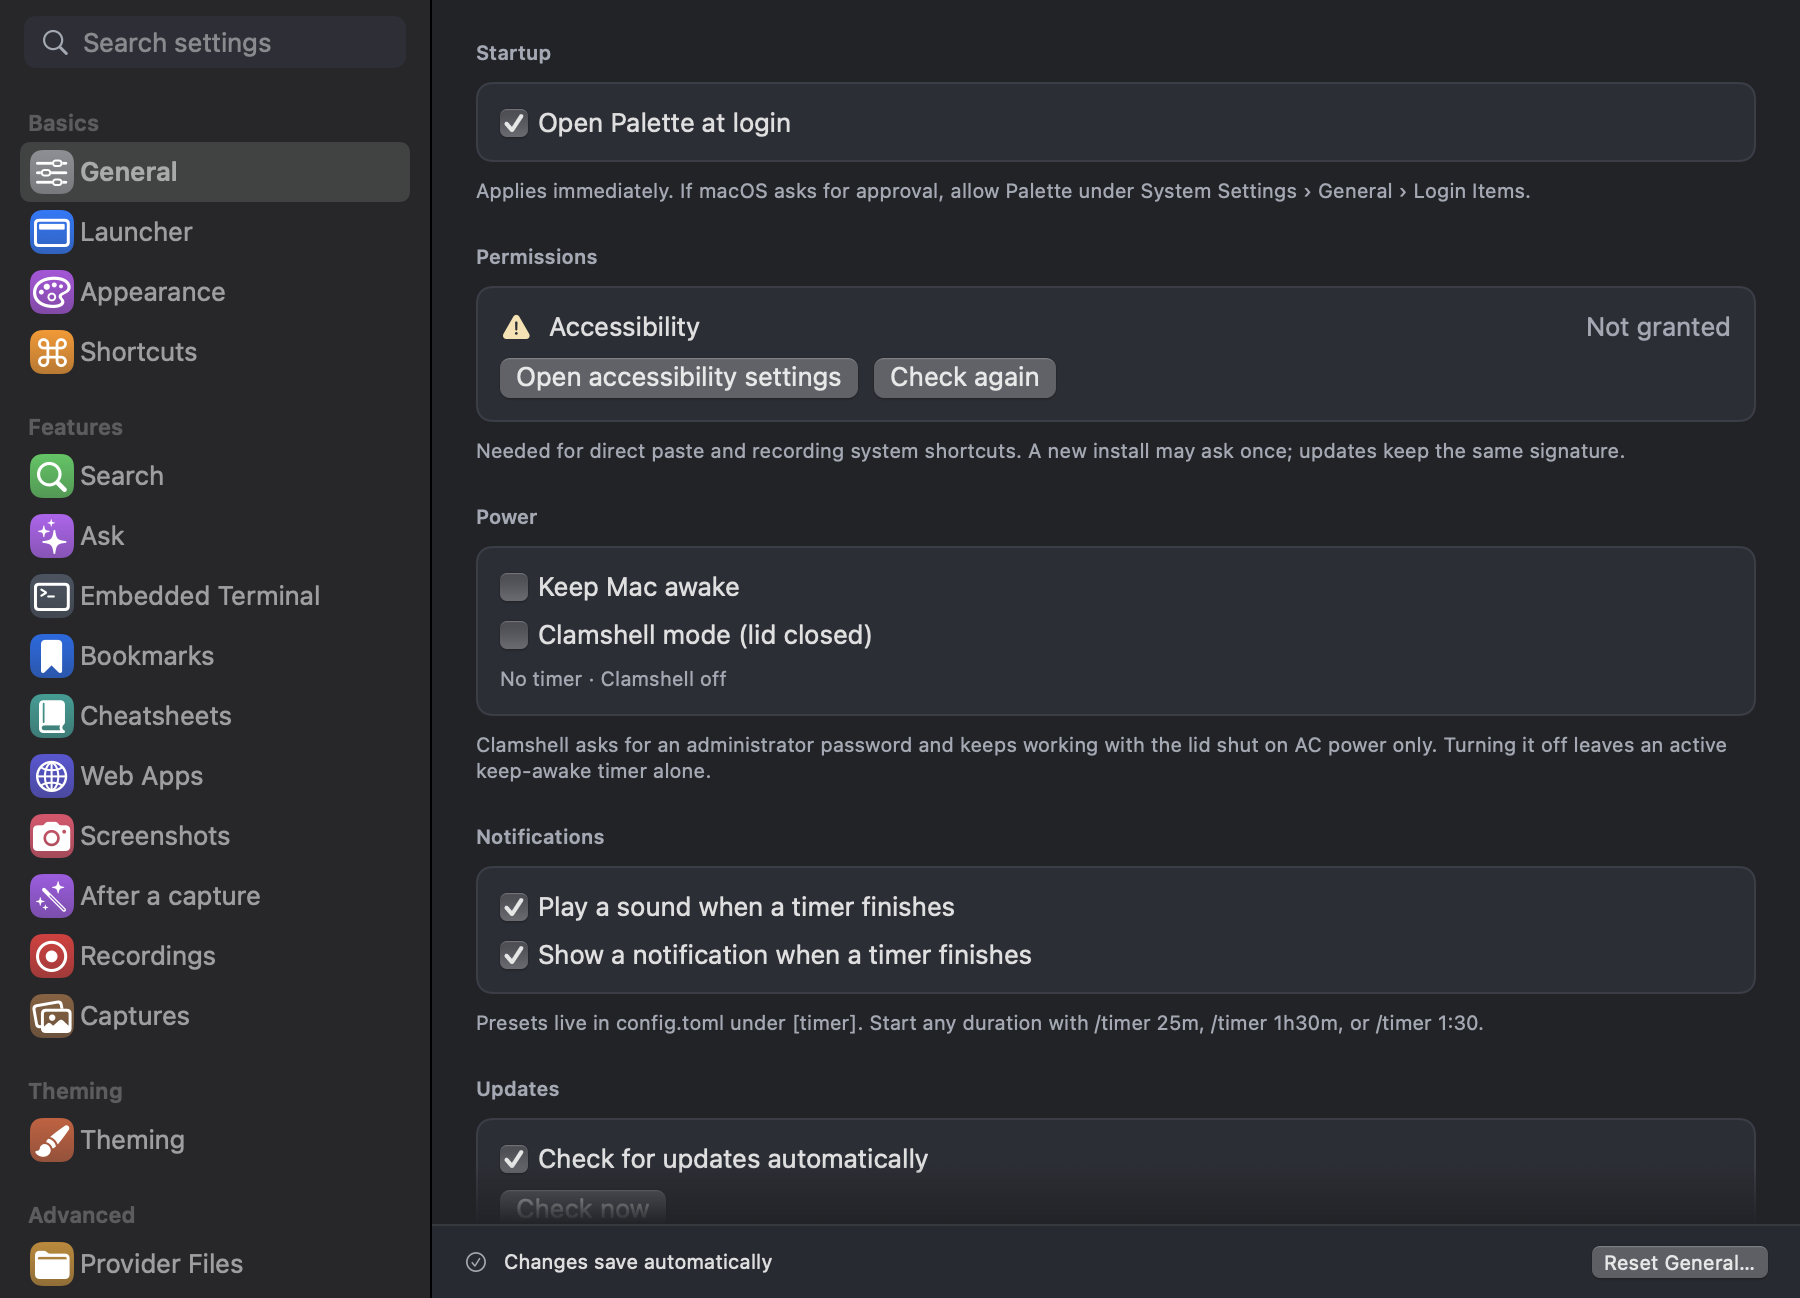 Search settings
Basics
General
Launcher
Appearance
Shortcuts
Features
Search
Ask
Embedded Terminal
Bookmarks
Cheatsheets
Web Apps
Screenshots
After a capture
Recordings
Captures
Theming
Theming
Advanced
Provider Files
Startup
Open Palette at login
Applies immediately. If macOS asks for approval, allow Palette under System Settings › General › Login Items.
Permissions
Accessibility
Not granted
Open accessibility settings
Check again
Needed for direct paste and recording system shortcuts. A new install may ask once; updates keep the same signature.
Power
Keep Mac awake
Clamshell mode (lid closed)
No timer · Clamshell off
Clamshell asks for an administrator password and keeps working with the lid shut on AC power only. Turning it off leaves an active
keep-awake timer alone.
Notifications
Play a sound when a timer finishes
Show a notification when a timer finishes
Presets live in config.toml under [timer]. Start any duration with /timer 25m, /timer 1h30m, or /timer 1:30.
Updates
Check for updates automatically
Check now
Changes save automatically
Reset General...